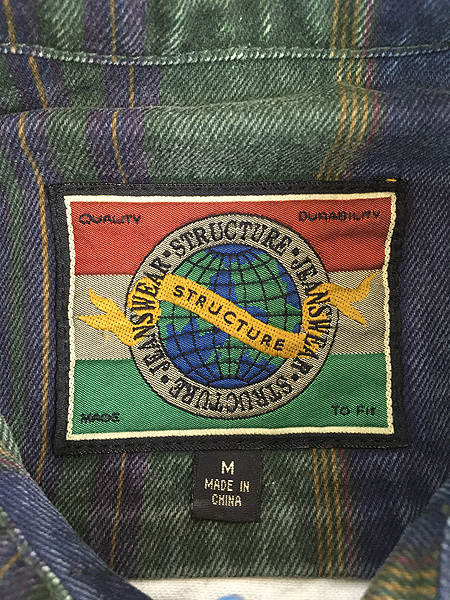 QUALITY
DURABILITY
STRUCTURE • JEANSWEAR • STRUCTURE • JEANSWEAR •
STRUCTURE
MADE
TO FIT
M
MADE IN
CHINA